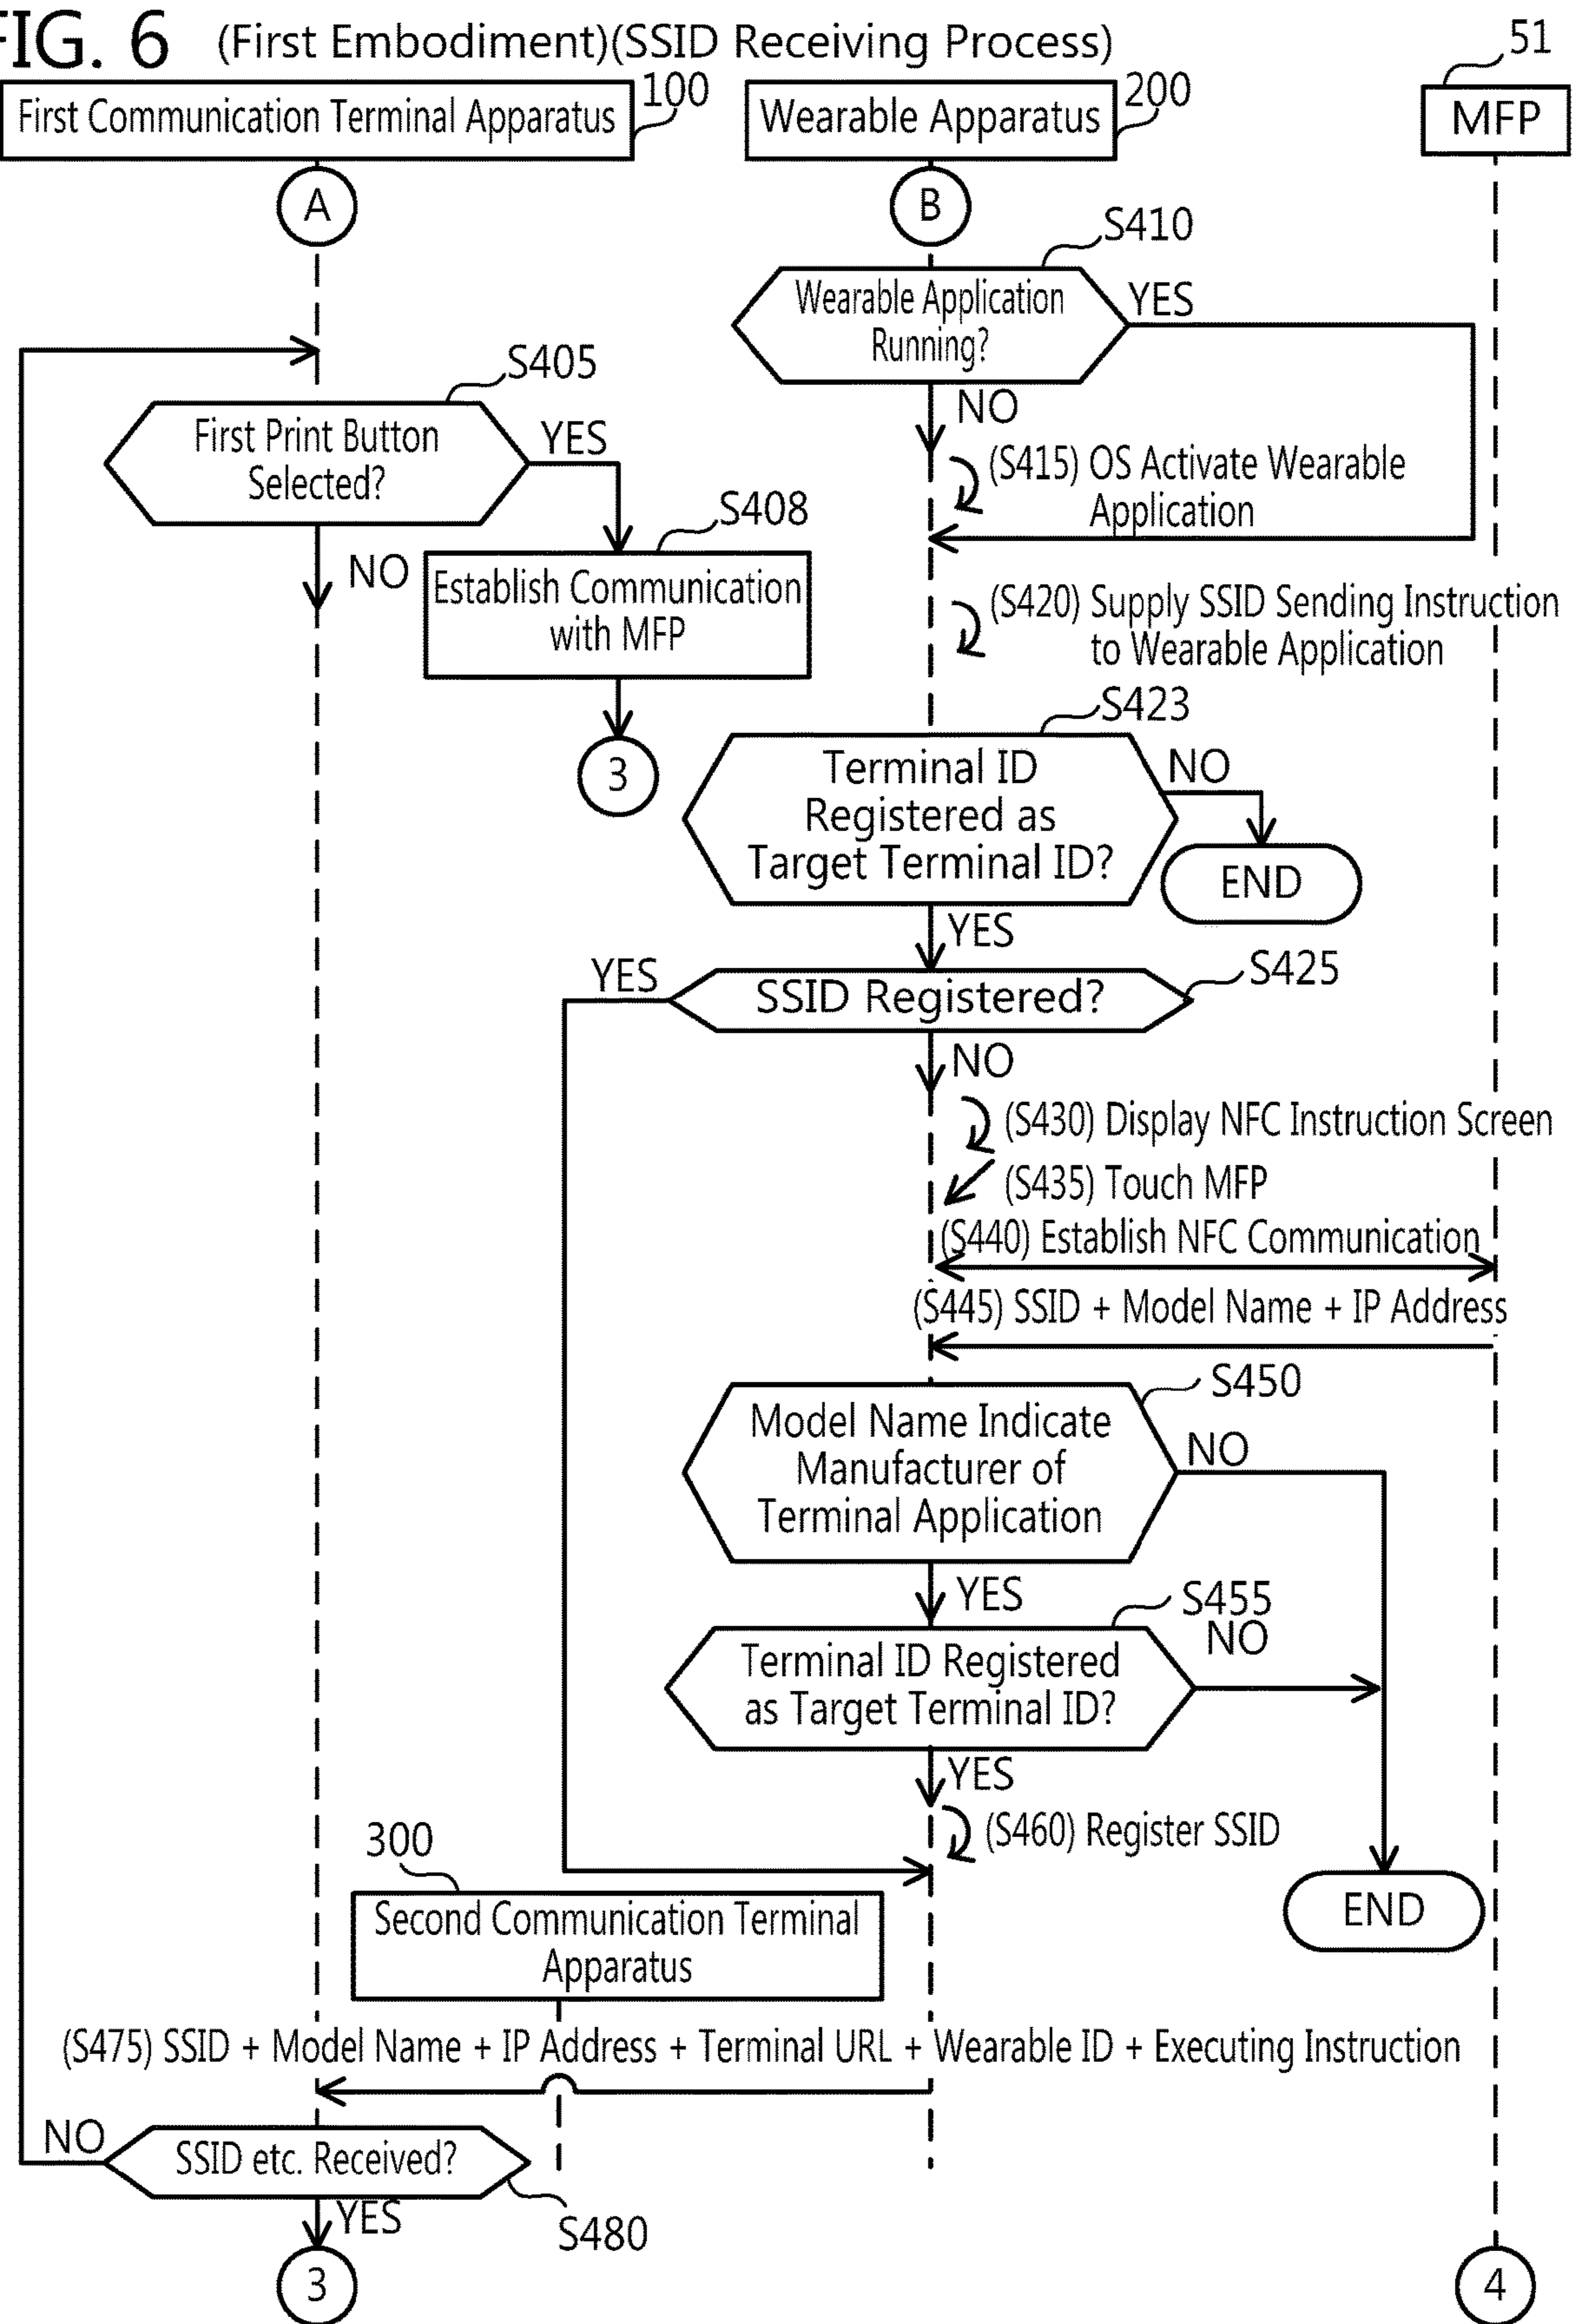 FIG. 6 (First Embodiment)(SSID Receiving Process)
51
First Communication Terminal Apparatus
100
Wearable Apparatus
200
MFP
A
B
S410
Wearable Application
Running?
YES
NO
S405
First Print Button
Selected?
YES
NO
(S415) OS Activate Wearable
Application
S408
Establish Communication
with MFP
3
(S420) Supply SSID Sending Instruction
to Wearable Application
S423
Terminal ID
Registered as
Target Terminal ID?
NO
END
YES
YES
SSID Registered?
S425
NO
(S430) Display NFC Instruction Screen
(S435) Touch MFP
(S440) Establish NFC Communication
(S445) SSID + Model Name + IP Address
S450
Model Name Indicate
Manufacturer of
Terminal Application
NO
YES
S455
NO
Terminal ID Registered
as Target Terminal ID?
YES
(S460) Register SSID
300
END
Second Communication Terminal
Apparatus
(S475) SSID + Model Name + IP Address + Terminal URL + Wearable ID + Executing Instruction
NO
SSID etc. Received?
YES
S480
3
4